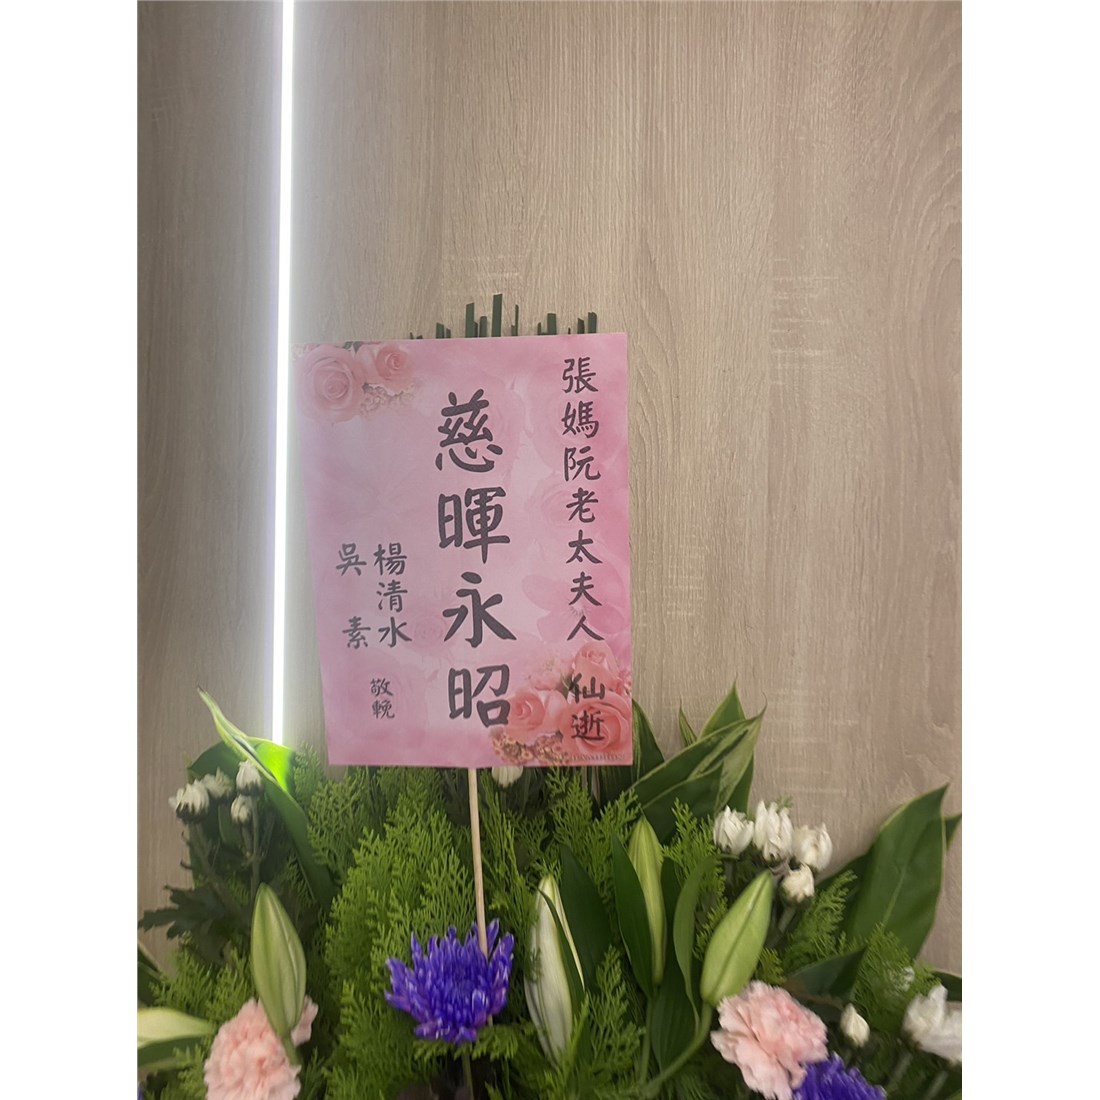 張媽阮老太夫人 仙逝
慈暉永昭
楊清水
吳素
敬輓